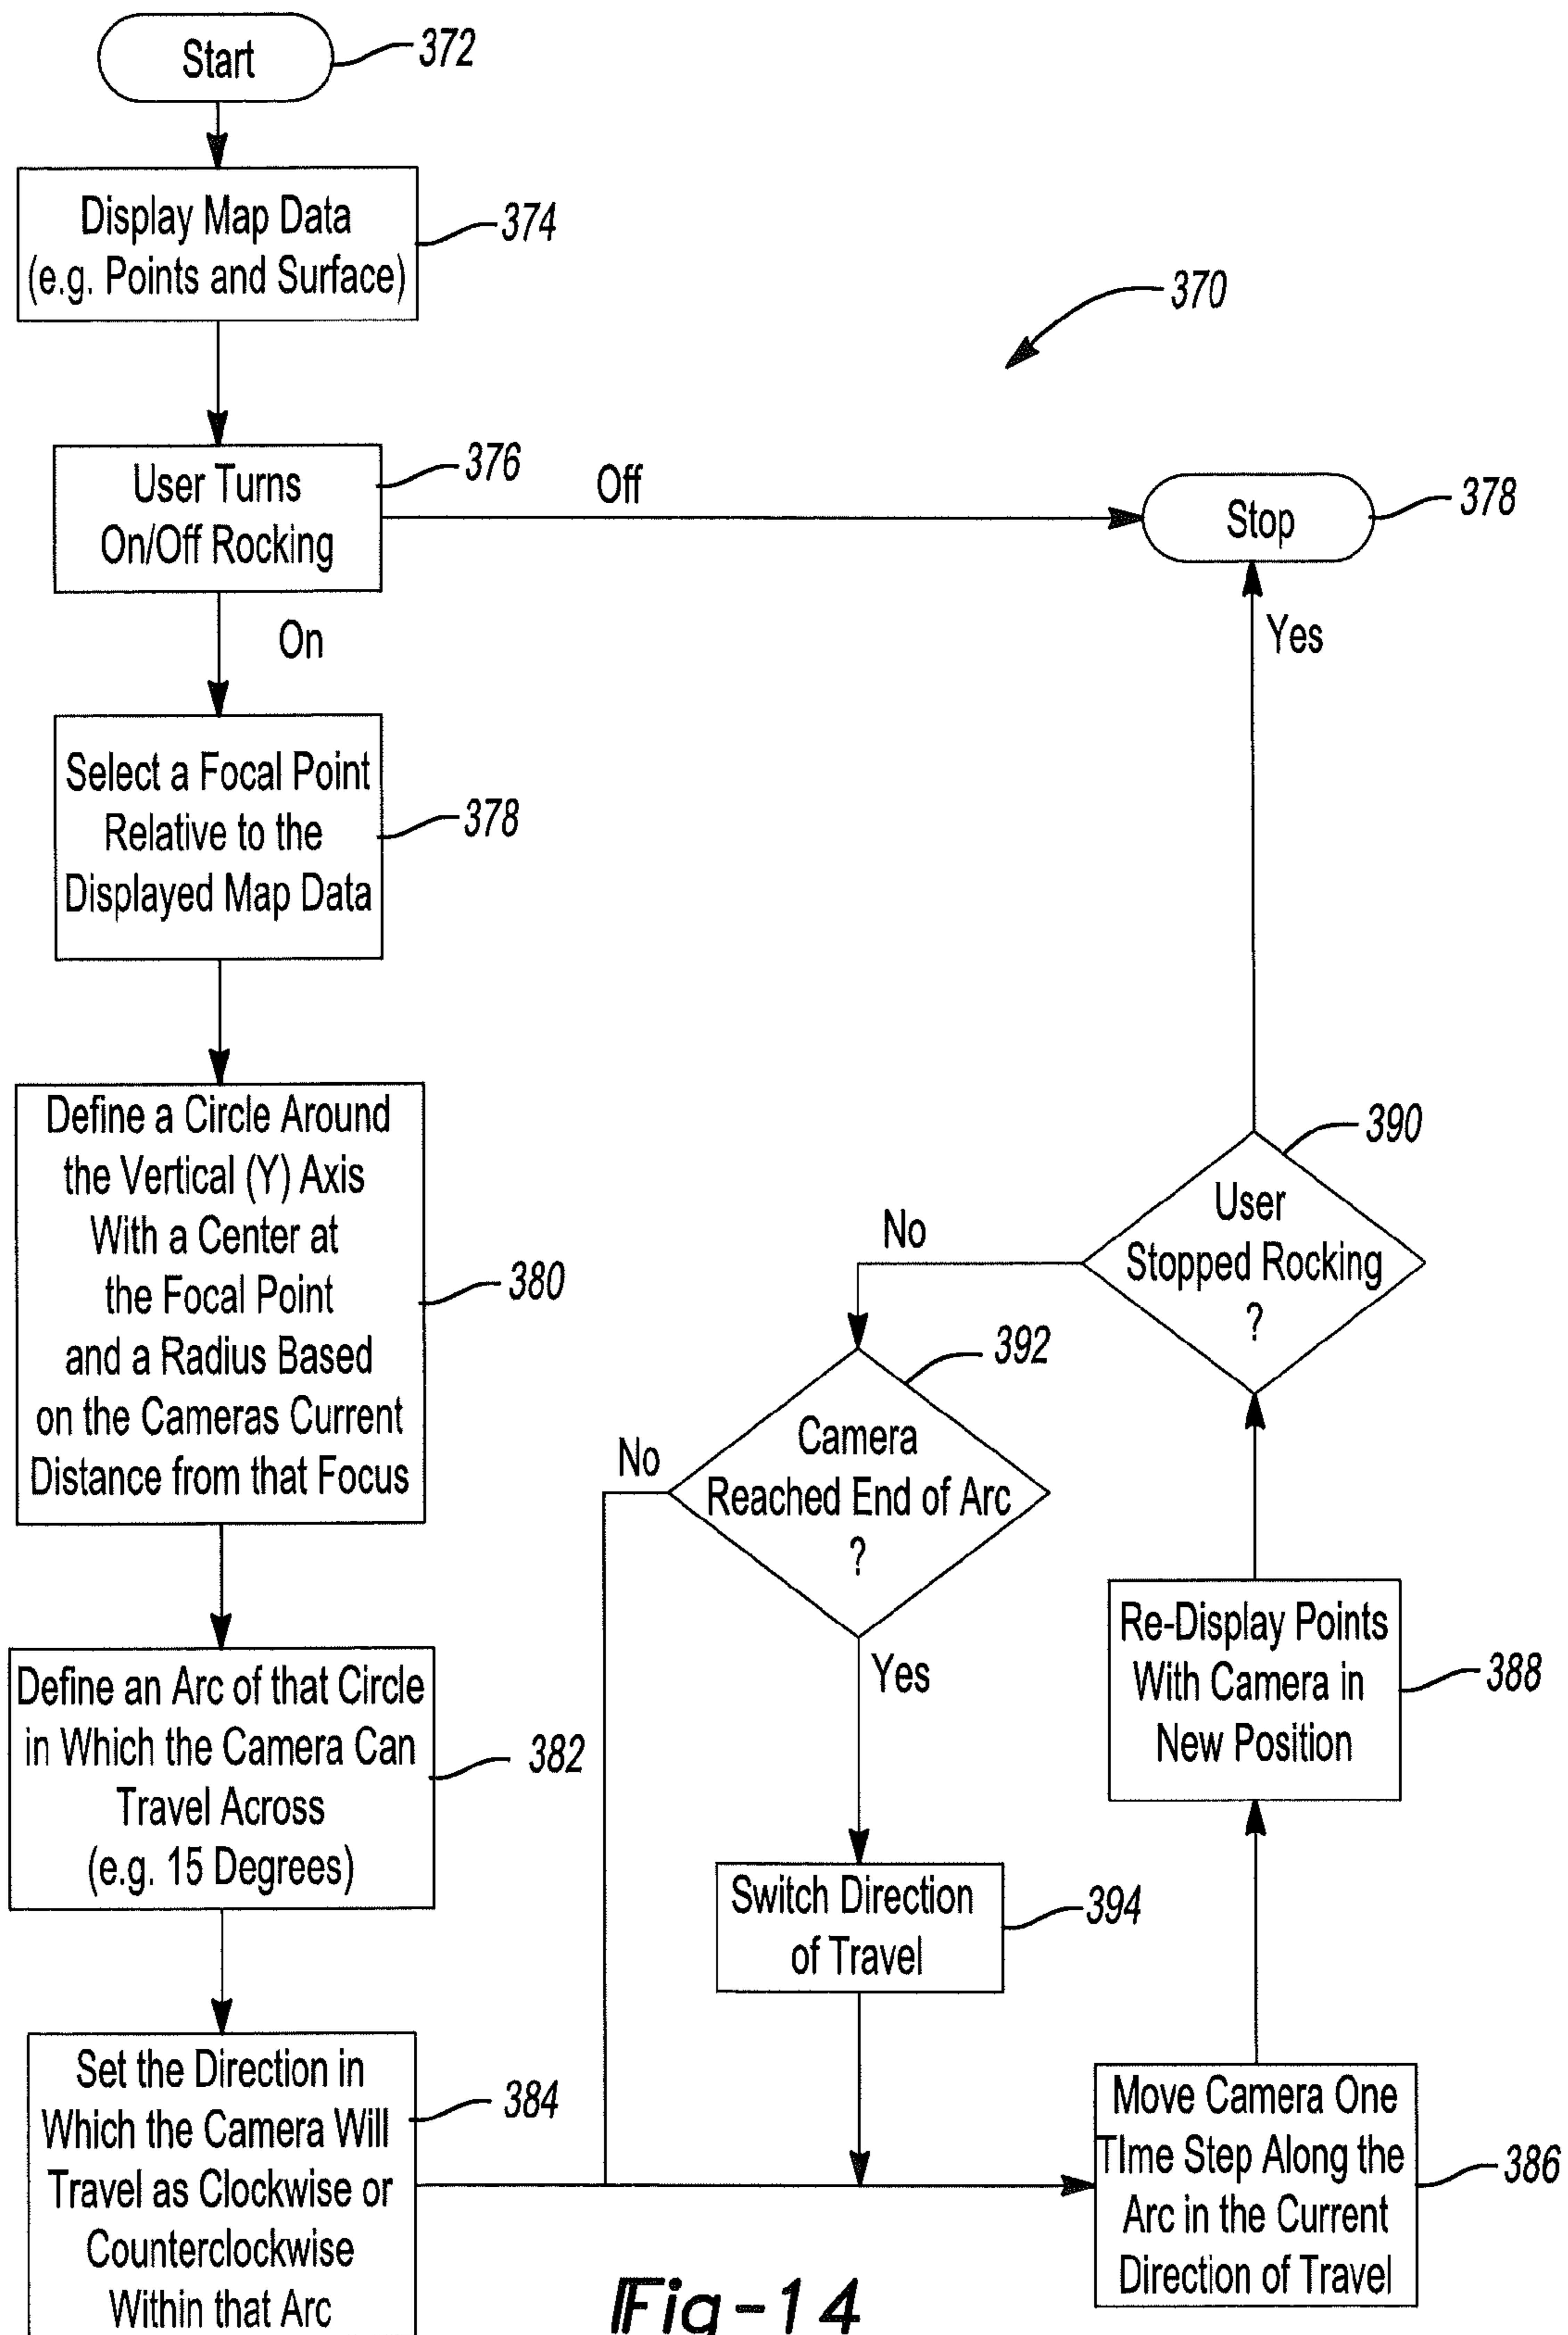 Start
372
Display Map Data
(e.g. Points and Surface)
374
370
User Turns
On/Off Rocking
376
Off
Stop
378
On
Yes
Select a Focal Point
Relative to the
Displayed Map Data
378
Define a Circle Around
the Vertical (Y) Axis
With a Center at
the Focal Point
and a Radius Based
on the Cameras Current
Distance from that Focus
380
Define an Arc of that Circle
in Which the Camera Can
Travel Across
(e.g. 15 Degrees)
382
Set the Direction in
Which the Camera Will
Travel as Clockwise or
Counterclockwise
Within that Arc
384
Move Camera One
TIme Step Along the
Arc in the Current
Direction of Travel
386
Re-Display Points
With Camera in
New Position
388
User
Stopped Rocking
?
390
No
Camera
Reached End of Arc
?
392
No
Yes
Switch Direction
of Travel
394
Fig-14